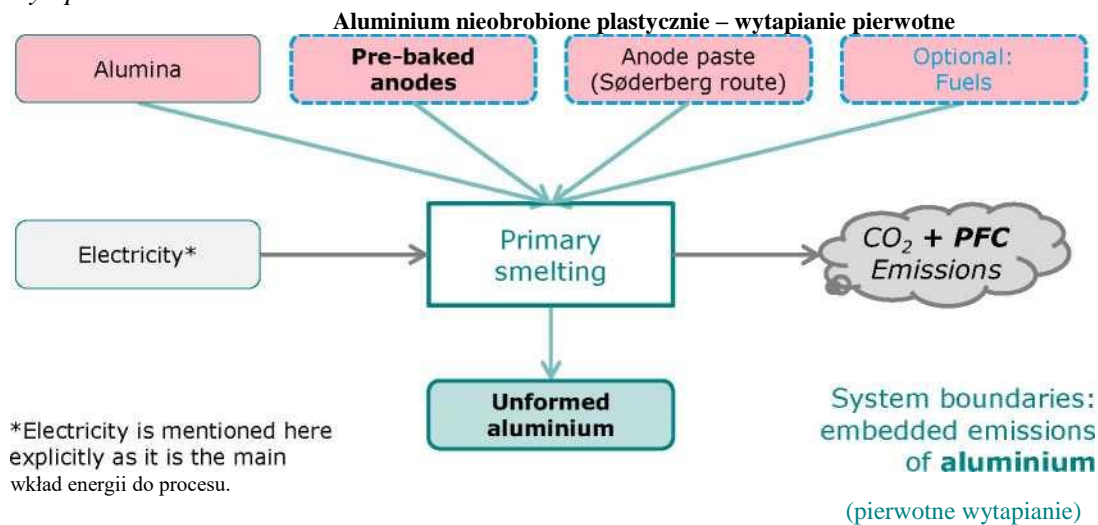 Aluminium nieobrobione plastycznie – wytapianie pierwotne
Alumina
Pre-baked
anodes
Anode paste
(Søderberg route)
Optional:
Fuels
Electricity*
Primary
smelting
CO₂ + PFC
Emissions
Unformed
aluminium
*Electricity is mentioned here
explicitly as it is the main
wkład energii do procesu.
System boundaries:
embedded emissions
of aluminium
(pierwotne wytapianie)